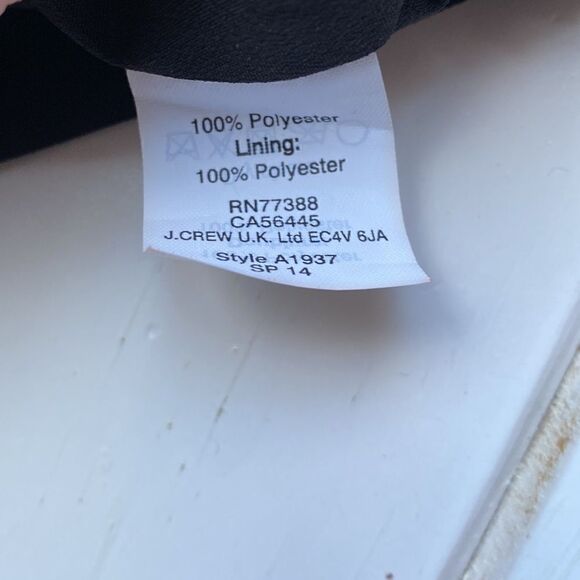 100% Polyester
Lining:
100% Polyester
RN77388
CA56445
J.CREW U.K. Ltd EC4V 6JA
Style A1937
SP 14